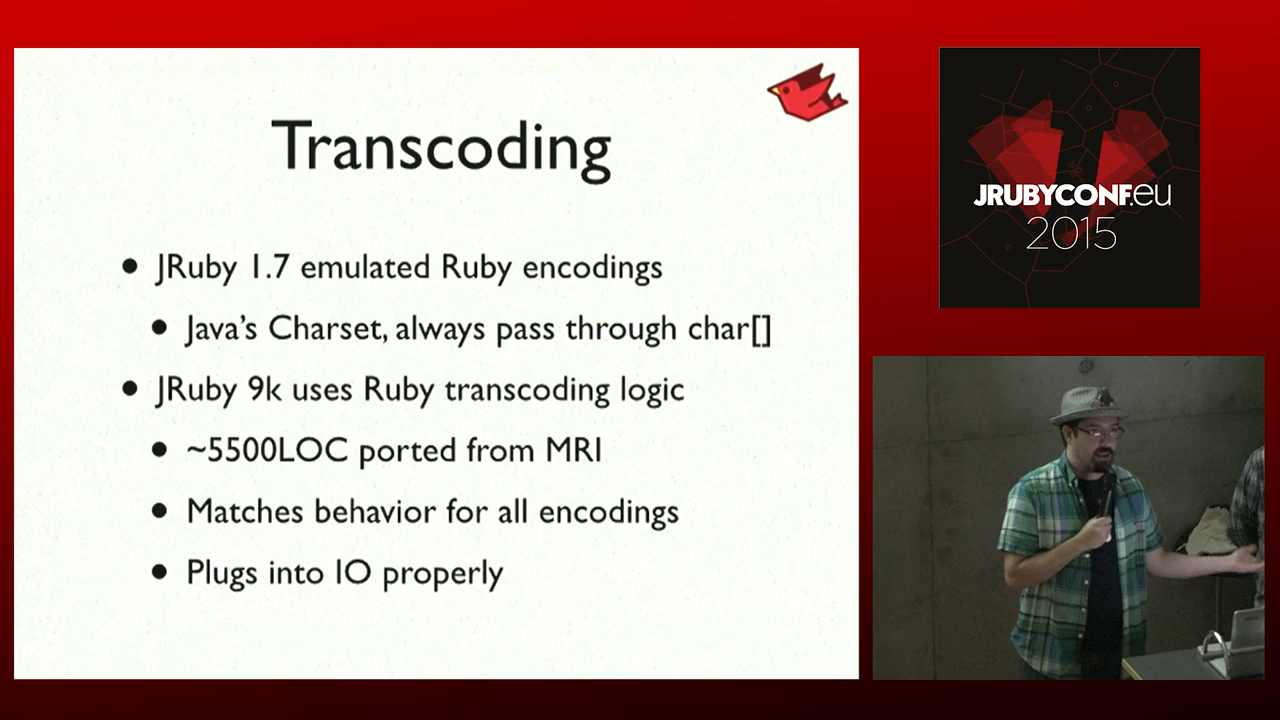 Transcoding
JRuby 1.7 emulated Ruby encodings
Java’s Charset, always pass through char[]
JRuby 9k uses Ruby transcoding logic
~5500LOC ported from MRI
Matches behavior for all encodings
Plugs into IO properly
JRUBYCONF.eu
2015